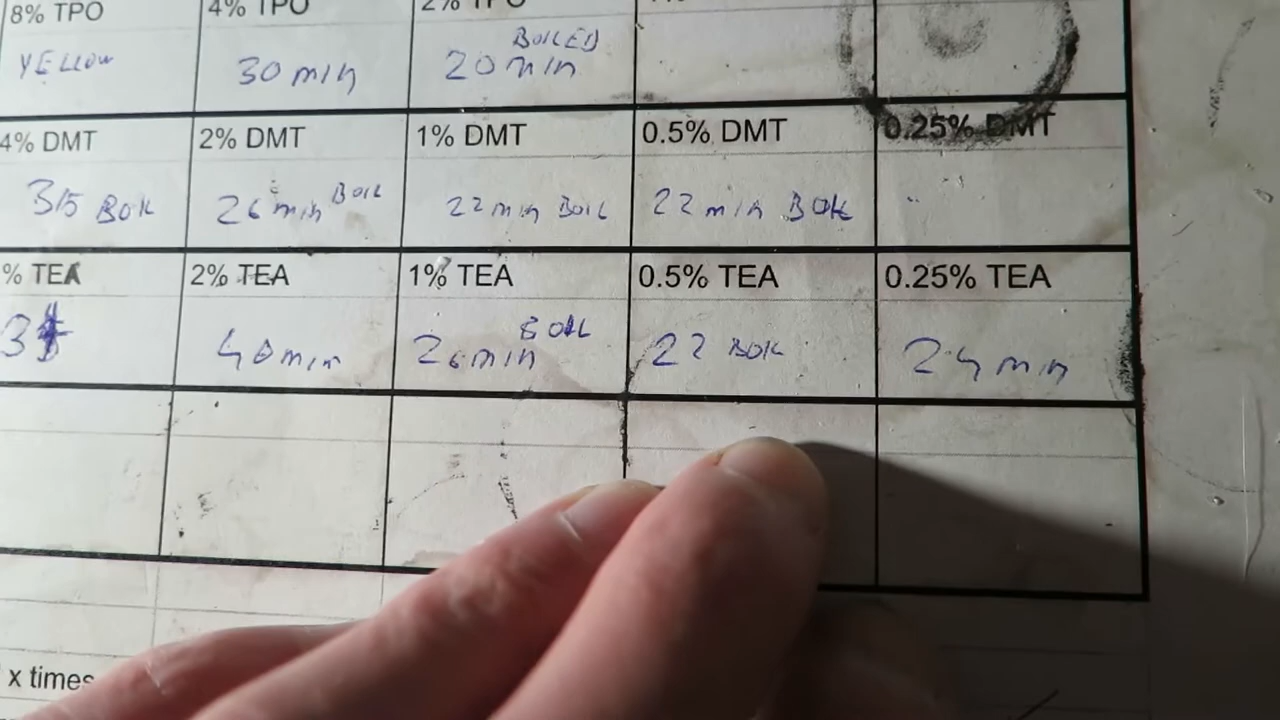 8% TPO 4% TPO 2% TPO
YELLOW 30 min BOILED 20 min
4% DMT 2% DMT 1% DMT 0.5% DMT 0.25% DMT
BOIL 26 min BOIL 22 min BOIL 22 min BOIL
% TEA 2% TEA 1% TEA 0.5% TEA 0.25% TEA
40 min 26 min BOIL 22 BOIL 24 min
x times